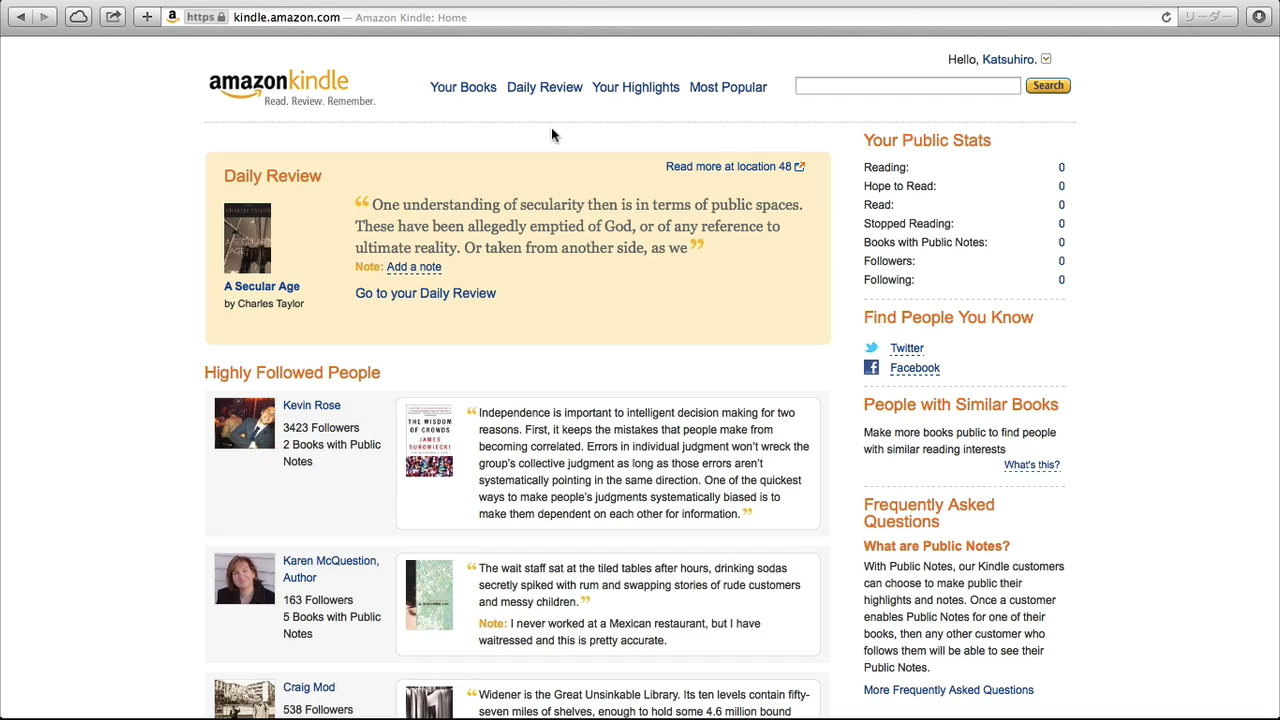 https kindle.amazon.com — Amazon Kindle: Home
リーダー
Hello, Katsuhiro.
amazonkindle
Read. Review. Remember.
Your Books Daily Review Your Highlights Most Popular
Search
Daily Review
Read more at location 48
CHARLES TAYLOR
A SECULAR
AGE
“ One understanding of secularity then is in terms of public spaces.
These have been allegedly emptied of God, or of any reference to
ultimate reality. Or taken from another side, as we ”
Note: Add a note
Go to your Daily Review
A Secular Age
by Charles Taylor
Highly Followed People
Kevin Rose
3423 Followers
2 Books with Public
Notes
THE WISDOM
OF CROWDS
JAMES
SUROWIECKI
“ Independence is important to intelligent decision making for two
reasons. First, it keeps the mistakes that people make from
becoming correlated. Errors in individual judgment won’t wreck the
group’s collective judgment as long as those errors aren’t
systematically pointing in the same direction. One of the quickest
ways to make people’s judgments systematically biased is to
make them dependent on each other for information. ”
Karen McQuestion,
Author
163 Followers
5 Books with Public
Notes
“ The wait staff sat at the tiled tables after hours, drinking sodas
secretly spiked with rum and swapping stories of rude customers
and messy children. ”
Note: I never worked at a Mexican restaurant, but I have
waitressed and this is pretty accurate.
Craig Mod
538 Followers
“ Widener is the Great Unsinkable Library. Its ten levels contain fifty-
seven miles of shelves, enough to hold some 4.6 million bound
Your Public Stats
Reading: 0
Hope to Read: 0
Read: 0
Stopped Reading: 0
Books with Public Notes: 0
Followers: 0
Following: 0
Find People You Know
Twitter
Facebook
People with Similar Books
Make more books public to find people
with similar reading interests
What's this?
Frequently Asked
Questions
What are Public Notes?
With Public Notes, our Kindle customers
can choose to make public their
highlights and notes. Once a customer
enables Public Notes for one of their
books, then any other customer who
follows them will be able to see their
Public Notes.
More Frequently Asked Questions